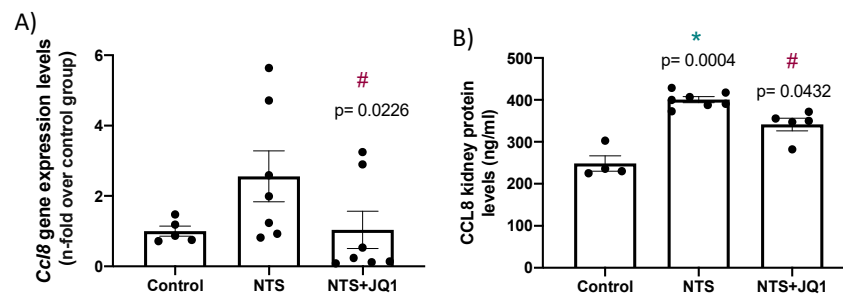 A)
Ccl8 gene expression levels
(n-fold over control group)
6
4
2
0
#
p= 0.0226
Control
NTS
NTS+JQ1
B)
CCL8 kidney protein
levels (ng/ml)
500
400
300
200
100
0
*
p= 0.0004
#
p= 0.0432
Control
NTS
NTS+JQ1